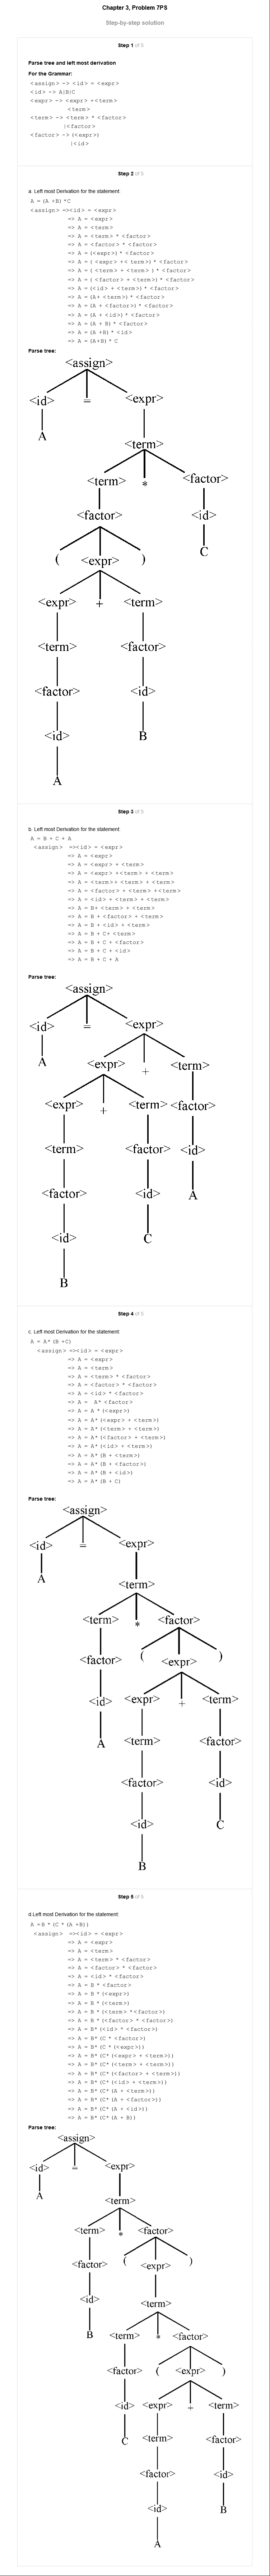 Chapter 3, Problem 7PS
Step-by-step solution
Step 1 of 5
Parse tree and left most derivation
For the Grammar:
<assign> -> <id> = <expr>
<id> -> A|B|C
<expr> -> <expr> +<term>
<term>
<term> -> <term> * <factor>
|<factor>
<factor> -> (<expr>)
|<id>
Step 2 of 5
a. Left most Derivation for the statement
A = (A +B) *C
<assign> =><id> = <expr>
=> A = <expr>
=> A = <term>
=> A = <term> * <factor>
=> A = <factor> * <factor>
=> A = (<expr>) * <factor>
=> A = ( <expr> +< term>) * <factor>
=> A = ( <term> + <term> ) * <factor>
=> A = ( <factor> + <term>) * <factor>
=> A = (<id> + <term>) * <factor>
=> A = (A+ <term>) * <factor>
=> A = (A + <factor>) * <factor>
=> A = (A + <id>) * <factor>
=> A = (A + B) * <factor>
=> A = (A +B) * <id>
=> A = (A+B) * C
Parse tree:
<assign>
<id> = <expr>
A
<term>
<term> * <factor>
<factor> <id>
( <expr> ) C
<expr> + <term>
<term> <factor>
<factor> <id>
<id> B
A
Step 3 of 5
b. Left most Derivation for the statement
A = B + C + A
<assign> =><id> = <expr>
=> A = <expr>
=> A = <expr> + <term>
=> A = <expr> +<term> + <term>
=> A = <term>+ <term> + <term>
=> A = <factor> + <term> +<term>
=> A = <id> + <term> + <term>
=> A = B+ <term> + <term>
=> A = B + <factor> + <term>
=> A = B + <id> + <term>
=> A = B + C+ <term>
=> A = B + C + <factor>
=> A = B + C + <id>
=> A = B + C + A
Parse tree:
<assign>
<id> = <expr>
A <expr> + <term>
<expr> + <term> <factor>
<term> <factor> <id>
<factor> <id> A
<id> C
B
Step 4 of 5
c. Left most Derivation for the statement
A = A* (B +C)
<assign> =><id> = <expr>
=> A = <expr>
=> A = <term>
=> A = <term> * <factor>
=> A = <factor> * <factor>
=> A = <id> * <factor>
=> A = A* <factor>
=> A = A * (<expr>)
=> A = A* (<expr> + <term>)
=> A = A* (<term> + <term>)
=> A = A* (<factor> + <term>)
=> A = A* (<id> + <term>)
=> A = A* (B + <term>)
=> A = A* (B + <factor>)
=> A = A* (B + <id>)
=> A = A* (B + C)
Parse tree:
<assign>
<id> = <expr>
A <term>
<term> * <factor>
<factor> ( <expr> )
<id> <expr> + <term>
A <term> <factor>
<factor> <id>
<id> C
B
Step 5 of 5
d.Left most Derivation for the statement
A =B * (C * (A +B))
<assign> =><id> = <expr>
=> A = <expr>
=> A = <term>
=> A = <term> * <factor>
=> A = <factor> * <factor>
=> A = <id> * <factor>
=> A = B * <factor>
=> A = B * (<expr>)
=> A = B * (<term>)
=> A = B * (<term> *<factor>)
=> A = B * (<factor> * <factor>)
=> A = B* (<id> * <factor>)
=> A = B* (C * <factor>)
=> A = B* (C * (<expr>))
=> A = B* (C* (<expr> + <term>))
=> A = B* (C* (<term> + <term>))
=> A = B* (C* (<factor> + <term>))
=> A = B* (C* (<id> + <term>))
=> A = B* (C* (A + <term>))
=> A = B* (C* (A + <factor>))
=> A = B* (C* (A + <id>))
=> A = B* (C* (A + B))
Parse tree:
<assign>
<id> = <expr>
A <term>
<term> * <factor>
<factor> ( <expr> )
<id> <term>
B <term> * <factor>
<factor> ( <expr> )
<id> <expr> + <term>
C <term> <factor>
<factor> <id>
<id> B
A